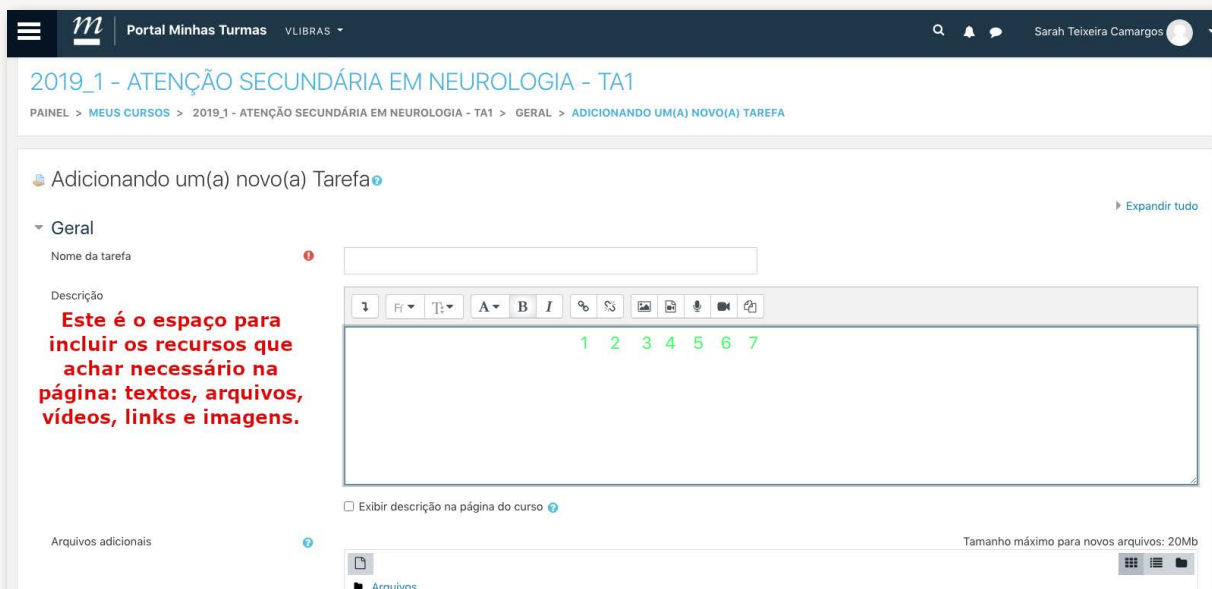 m
Portal Minhas Turmas VLIBRAS
Sarah Teixeira Camargos
2019_1 - ATENÇÃO SECUNDÁRIA EM NEUROLOGIA - TA1
PAINEL > MEUS CURSOS > 2019_1 - ATENÇÃO SECUNDÁRIA EM NEUROLOGIA - TA1 > GERAL > ADICIONANDO UM(A) NOVO(A) TAREFA
Adicionando um(a) novo(a) Tarefa
Expandir tudo
Geral
Nome da tarefa
Descrição
Este é o espaço para
incluir os recursos que
achar necessário na
página: textos, arquivos,
vídeos, links e imagens.
A B I
1 2 3 4 5 6 7
Exibir descrição na página do curso
Arquivos adicionais
Tamanho máximo para novos arquivos: 20Mb
Arquivos